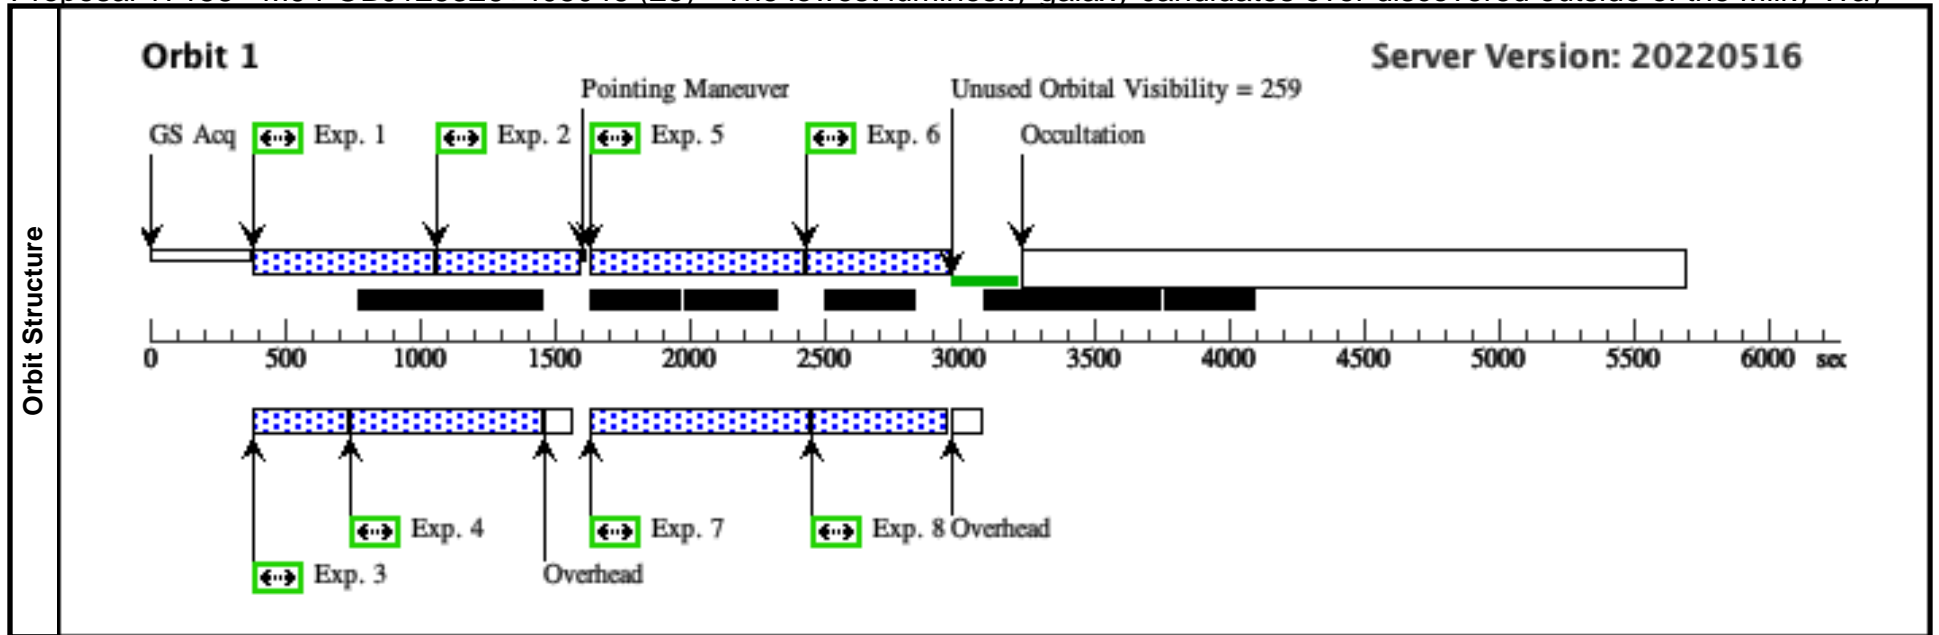 Orbit 1
Server Version: 20220516
Pointing Maneuver
Unused Orbital Visibility = 259
GS Acq
Exp. 1
Exp. 2
Exp. 5
Exp. 6
Occultation
Orbit Structure
0 500 1000 1500 2000 2500 3000 3500 4000 4500 5000 5500 6000 sec
Exp. 4
Exp. 7
Exp. 8
Overhead
Exp. 3
Overhead